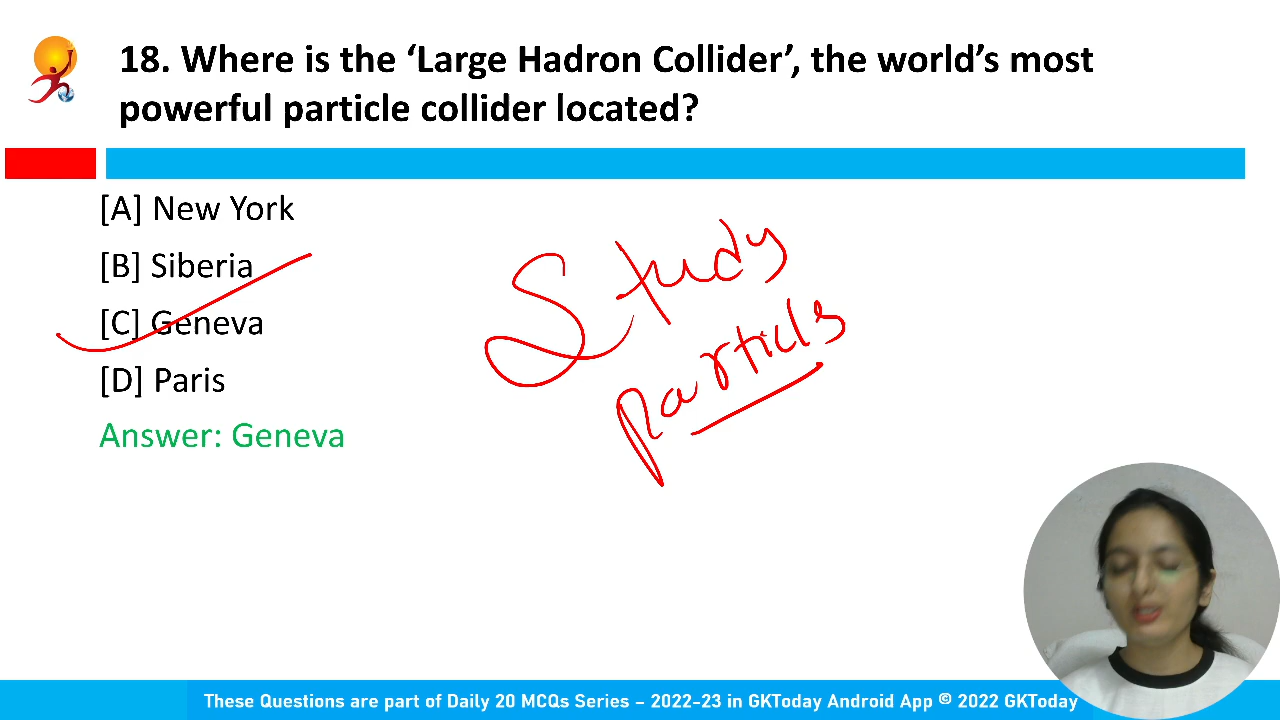 18. Where is the ‘Large Hadron Collider’, the world’s most
powerful particle collider located?
[A] New York
[B] Siberia
[C] Geneva
[D] Paris
Answer: Geneva
Study
particls
These Questions are part of Daily 20 MCQs Series – 2022-23 in GKToday Android App © 2022 GKToday